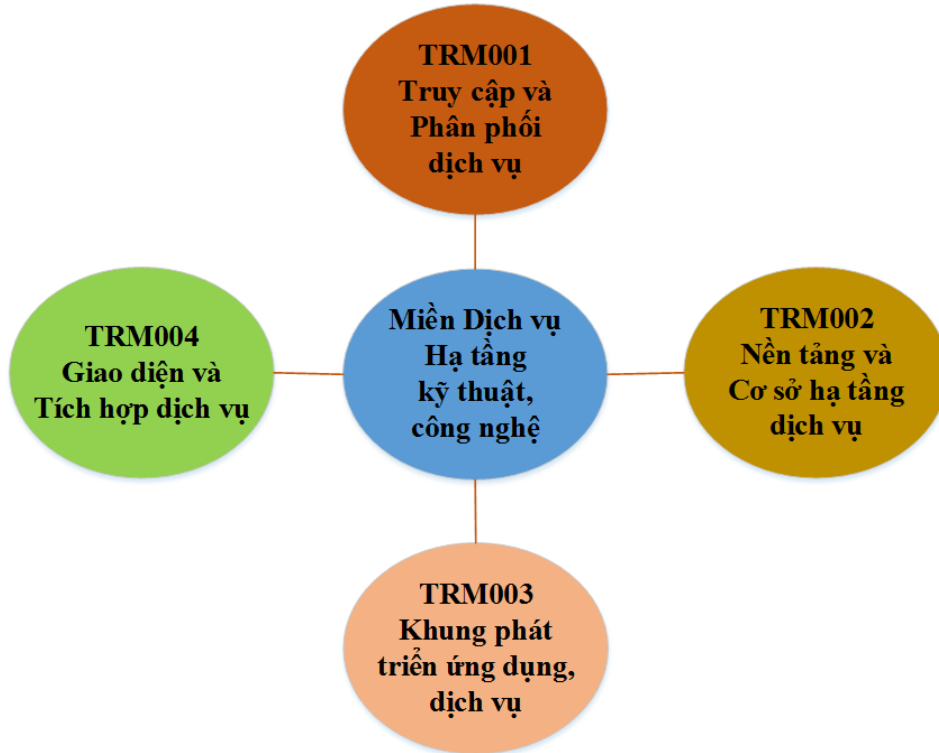 TRM001
Truy cập và
Phân phối
dịch vụ
TRM004
Giao diện và
Tích hợp dịch vụ
Miền Dịch vụ
Hạ tầng
kỹ thuật,
công nghệ
TRM002
Nền tảng và
Cơ sở hạ tầng
dịch vụ
TRM003
Khung phát
triển ứng dụng,
dịch vụ